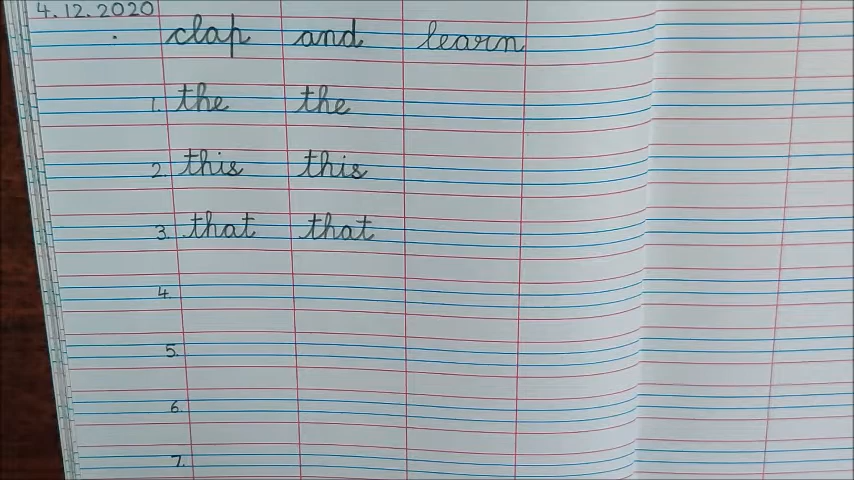 4.12.2020
clap and learn
1. the the
2. this this
3. that that
4.
5.
6.
7.